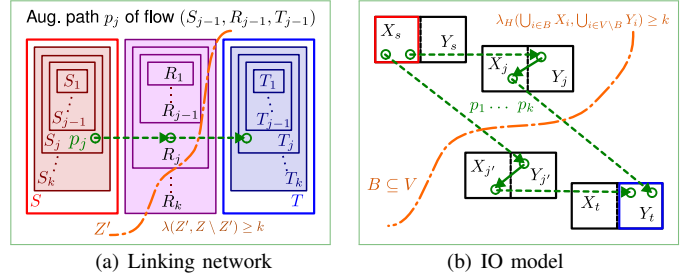 Aug. path p_j of flow (S_{j−1}, R_{j−1}, T_{j−1})
S_1
⋮
S_{j−1}
S_j
p_j
⋮
S_k
S
R_1
⋮
R_{j−1}
R_j
⋮
R_k
T_1
⋮
T_{j−1}
T_j
⋮
T_k
T
Z′
λ(Z′, Z \ Z′) ≥ k
(a) Linking network
λ_H(⋃_{i∈B} X_i, ⋃_{i∈V\B} Y_i) ≥ k
X_s
Y_s
X_j
Y_j
p_1 ⋯ p_k
X_{j′}
Y_{j′}
B ⊆ V
X_t
Y_t
(b) IO model